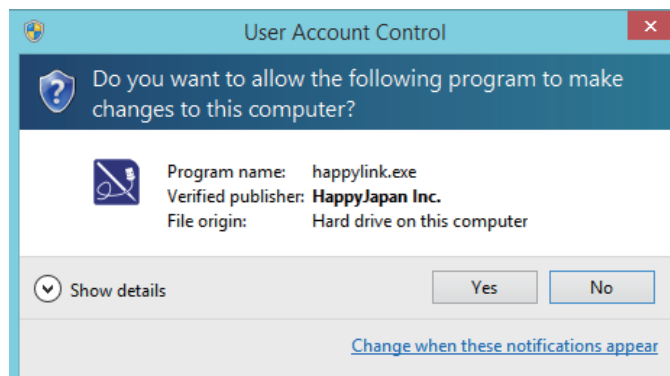 User Account Control
Do you want to allow the following program to make
changes to this computer?
Program name: happylink.exe
Verified publisher: HappyJapan Inc.
File origin: Hard drive on this computer
Show details
Yes
No
Change when these notifications appear